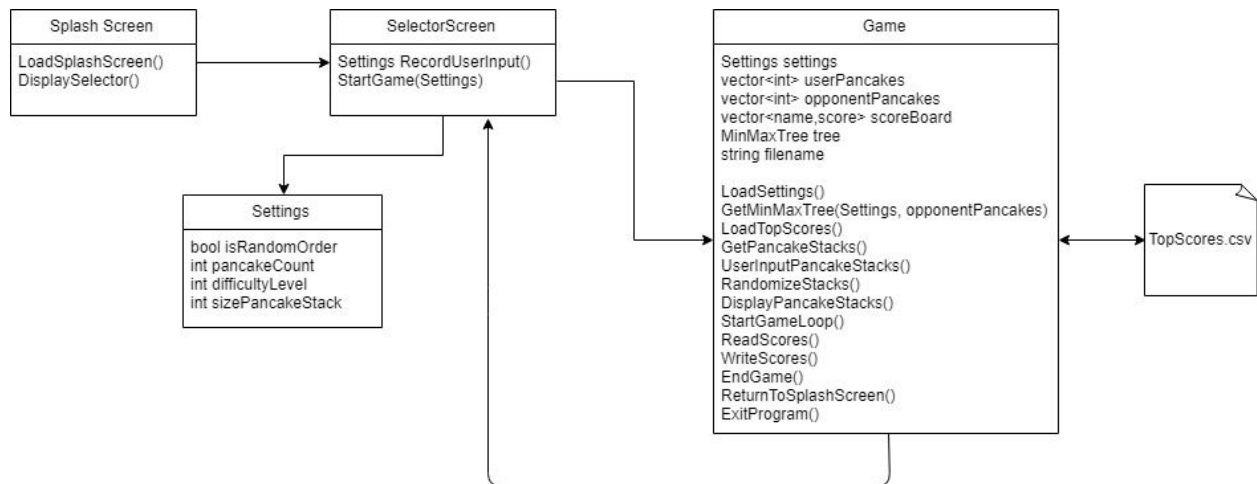 Splash Screen
LoadSplashScreen()
DisplaySelector()
SelectorScreen
Settings RecordUserInput()
StartGame(Settings)
Settings
bool isRandomOrder
int pancakeCount
int difficultyLevel
int sizePancakeStack
Game
Settings settings
vector<int> userPancakes
vector<int> opponentPancakes
vector<name,score> scoreBoard
MinMaxTree tree
string filename
LoadSettings()
GetMinMaxTree(Settings, opponentPancakes)
LoadTopScores()
GetPancakeStacks()
UserInputPancakeStacks()
RandomizeStacks()
DisplayPancakeStacks()
StartGameLoop()
ReadScores()
WriteScores()
EndGame()
ReturnToSplashScreen()
ExitProgram()
TopScores.csv